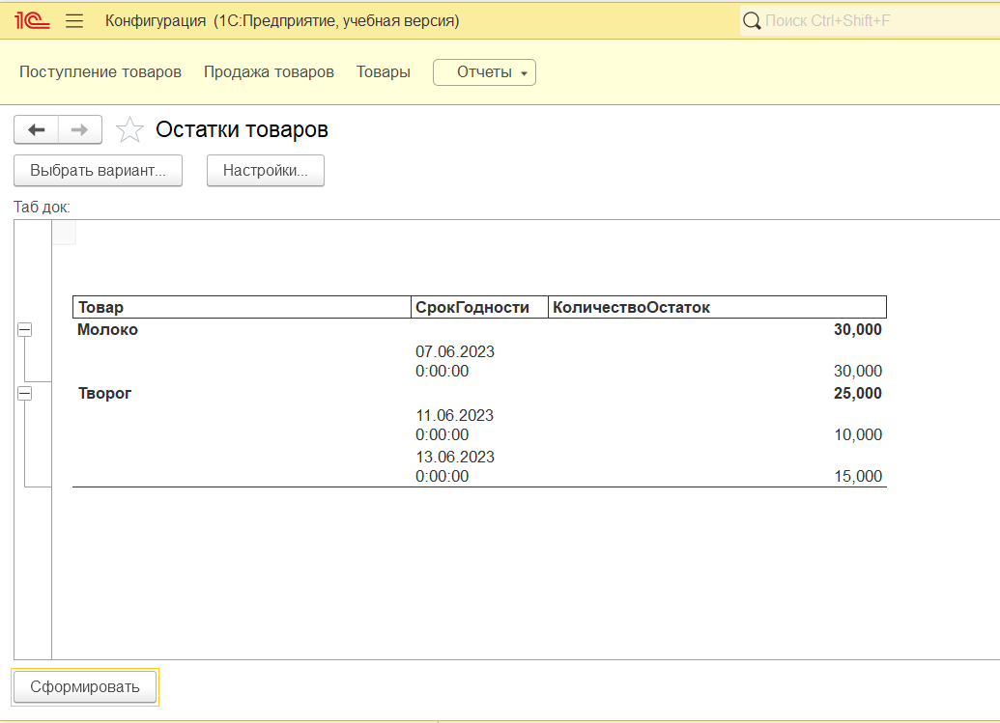 1С Конфигурация (1С:Предприятие, учебная версия) Поиск Ctrl+Shift+F
Поступление товаров Продажа товаров Товары Отчеты
Остатки товаров
Выбрать вариант... Настройки...
Таб док:
Товар СрокГодности КоличествоОстаток
Молоко 30,000
07.06.2023
0:00:00 30,000
Творог 25,000
11.06.2023
0:00:00 10,000
13.06.2023
0:00:00 15,000
Сформировать